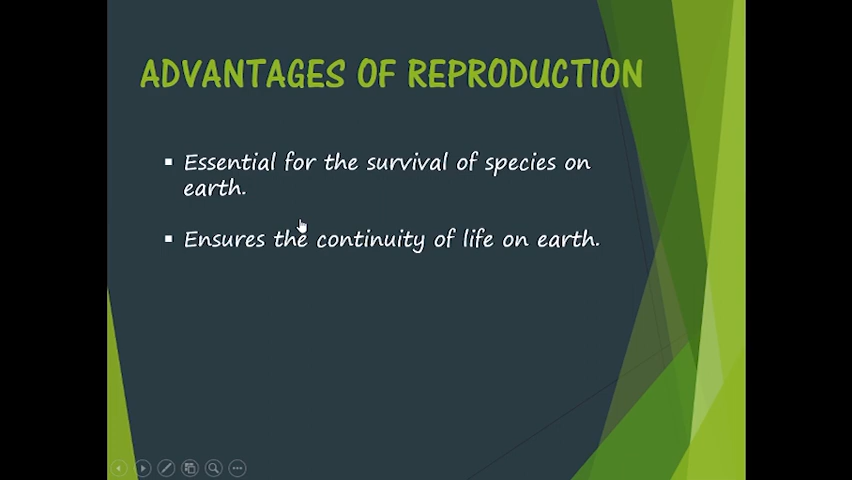 ADVANTAGES OF REPRODUCTION
▪ Essential for the survival of species on
earth.
▪ Ensures the continuity of life on earth.